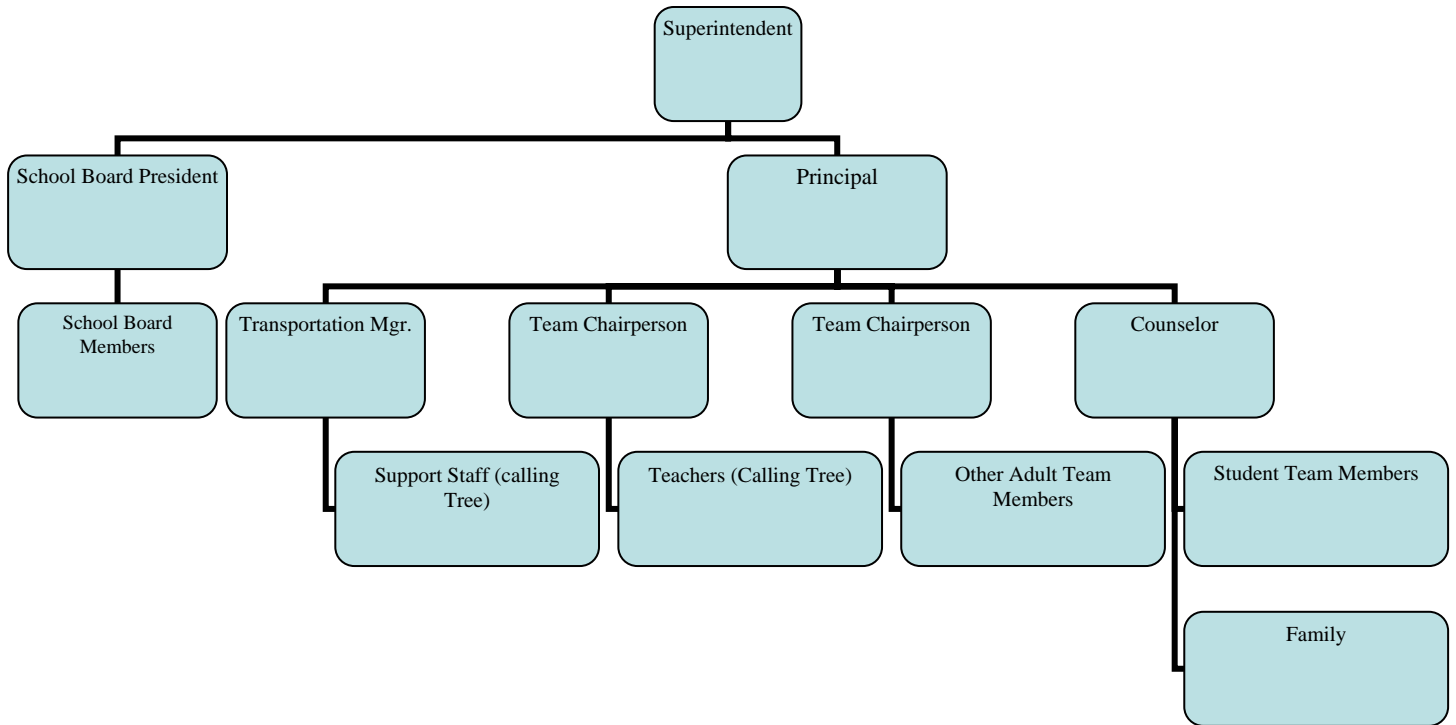 Superintendent
School Board President
Principal
School Board
Members
Transportation Mgr.
Team Chairperson
Team Chairperson
Counselor
Support Staff (calling
Tree)
Teachers (Calling Tree)
Other Adult Team
Members
Student Team Members
Family